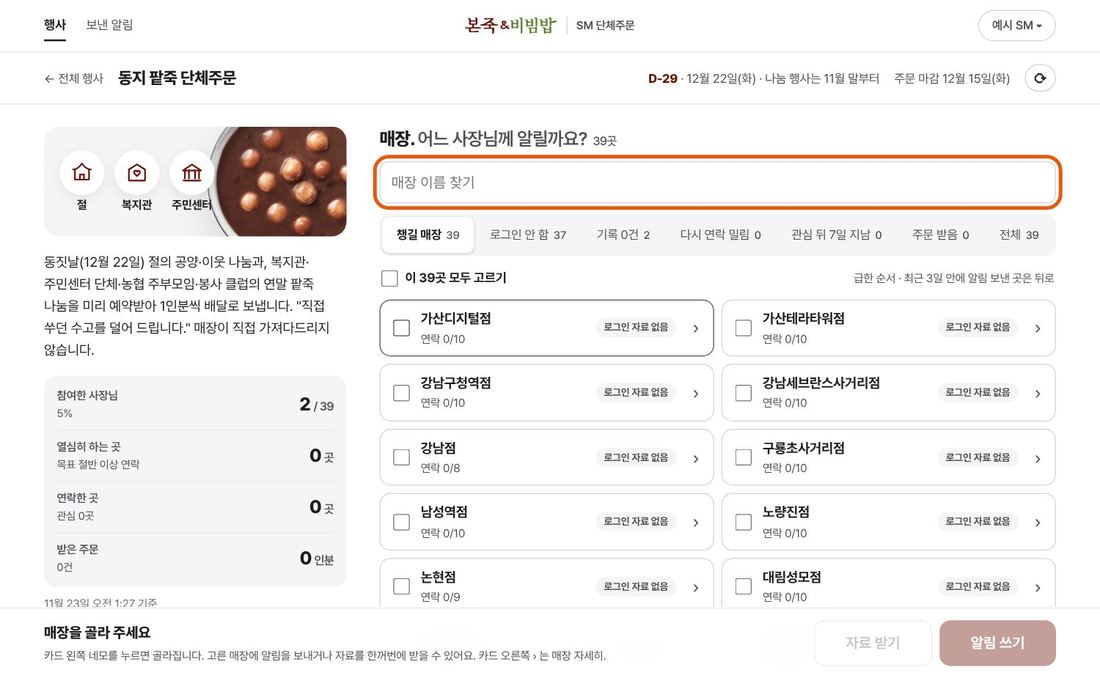 행사
보낸 알림
본죽&비빔밥
SM 단체주문
예시 SM
← 전체 행사
동지 팥죽 단체주문
D-29 · 12월 22일(화) · 나눔 행사는 11월 말부터
주문 마감 12월 15일(화)
절
복지관
주민센터
동짓날(12월 22일) 절의 공양·이웃 나눔과, 복지관·
주민센터 단체·농협 주부모임·봉사 클럽의 연말 팥죽
나눔을 미리 예약받아 1인분씩 배달로 보냅니다. "직접
쑤던 수고를 덜어 드립니다." 매장이 직접 가져다드리지
않습니다.
참여한 사장님
5%
2 / 39
열심히 하는 곳
목표 절반 이상 연락
0 곳
연락한 곳
관심 0곳
0 곳
받은 주문
0건
0 인분
11월 23일 오전 1:27 기준
매장. 어느 사장님께 알릴까요? 39곳
매장 이름 찾기
챙길 매장 39
로그인 안 함 37
기록 0건 2
다시 연락 밀림 0
관심 뒤 7일 지남 0
주문 받음 0
전체 39
이 39곳 모두 고르기
급한 순서 · 최근 3일 안에 알림 보낸 곳은 뒤로
가산디지털점
연락 0/10
로그인 자료 없음
가산테라타워점
연락 0/10
로그인 자료 없음
강남구청역점
연락 0/10
로그인 자료 없음
강남세브란스사거리점
연락 0/10
로그인 자료 없음
강남점
연락 0/8
로그인 자료 없음
구룡초사거리점
연락 0/10
로그인 자료 없음
남성역점
연락 0/10
로그인 자료 없음
노량진점
연락 0/10
로그인 자료 없음
논현점
연락 0/9
로그인 자료 없음
대림성모점
연락 0/10
로그인 자료 없음
매장을 골라 주세요
카드 왼쪽 네모를 누르면 골라집니다. 고른 매장에 알림을 보내거나 자료를 한꺼번에 받을 수 있어요. 카드 오른쪽 › 는 매장 자세히.
자료 받기
알림 쓰기